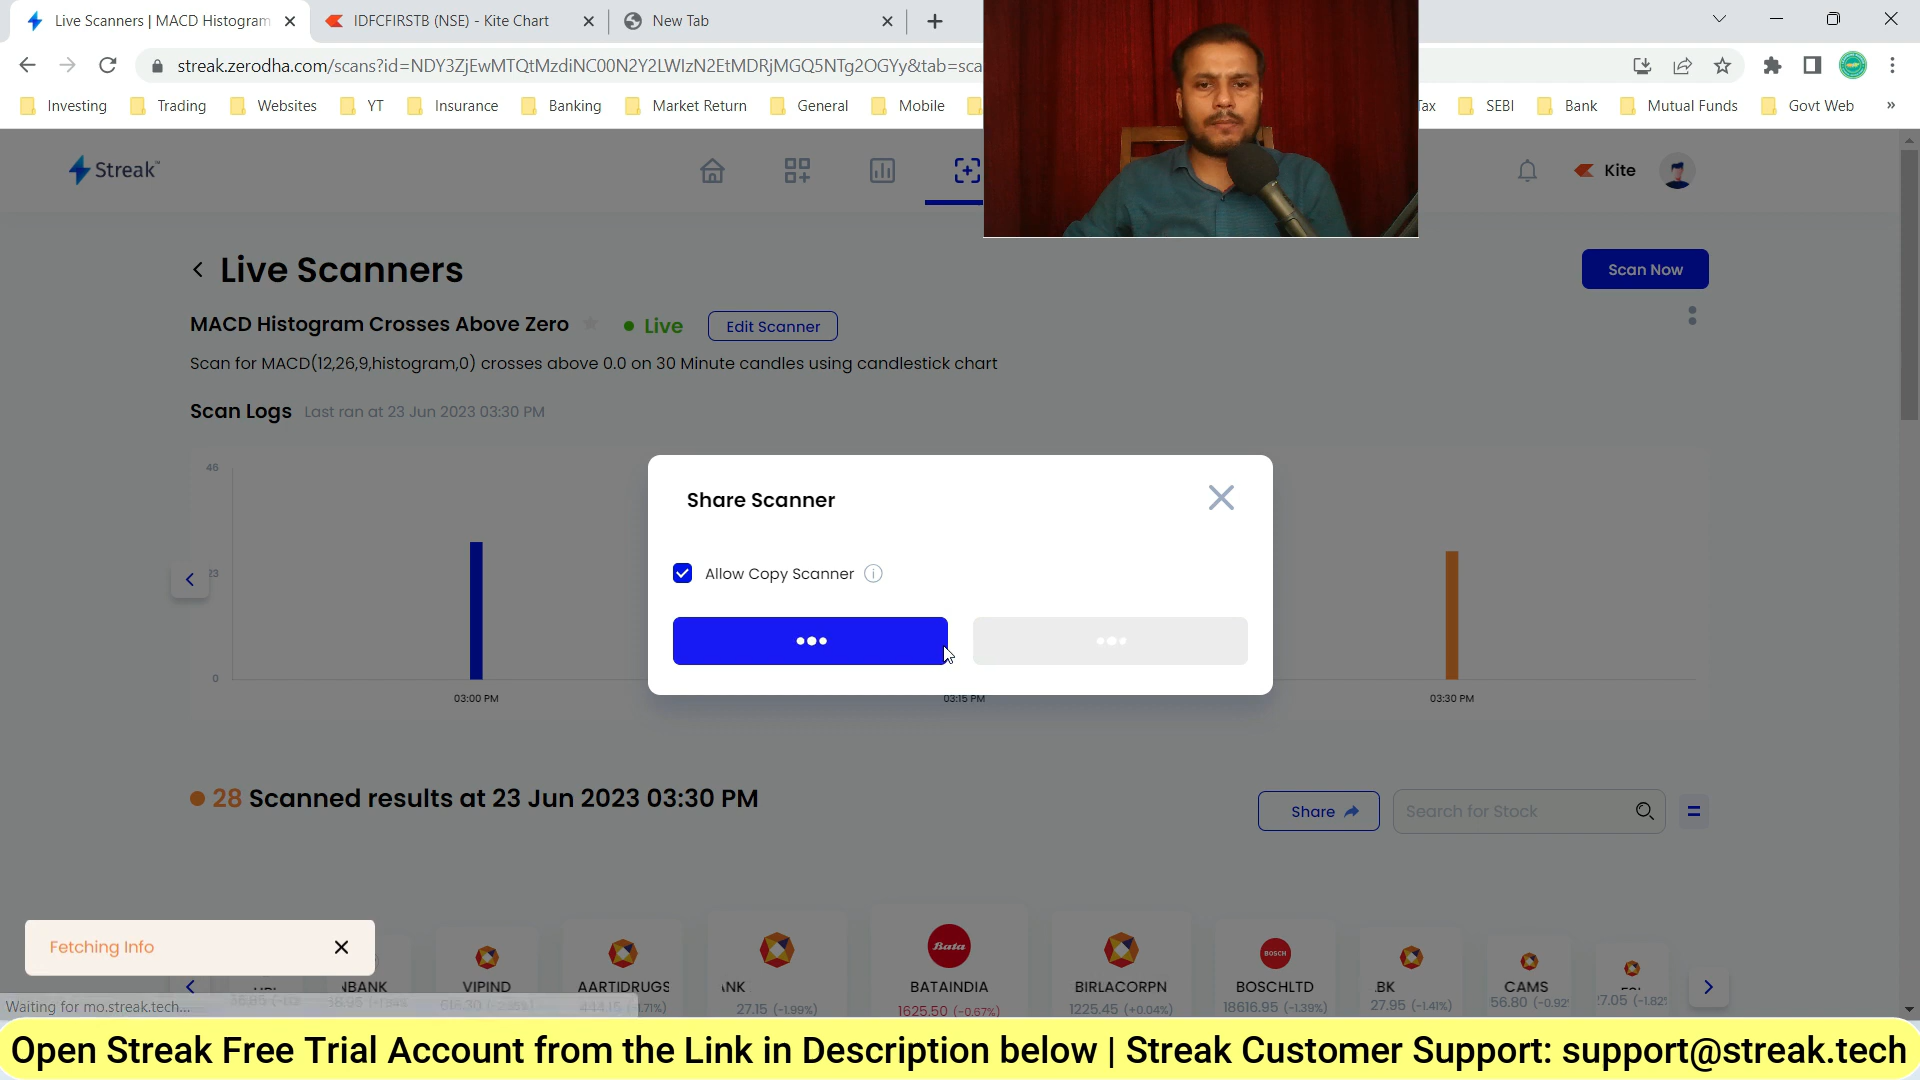 Live Scanners | MACD Histogram
IDFCFIRSTB (NSE) - Kite Chart
New Tab
streak.zerodha.com/scans?id=NDY3ZjEwMTQtMzdiNC00N2Y2LWIzN2EtMDRjMGQ5NTg2OGYy&tab=sca
Investing
Trading
Websites
YT
Insurance
Banking
Market Return
General
Mobile
SEBI
Bank
Mutual Funds
Govt Web
»
Streak™
Kite
Live Scanners
Scan Now
MACD Histogram Crosses Above Zero
Live
Edit Scanner
Scan for MACD(12,26,9,histogram,0) crosses above 0.0 on 30 Minute candles using candlestick chart
Scan Logs Last ran at 23 Jun 2023 03:30 PM
46
23
0
03:00 PM
03:15 PM
03:30 PM
Share Scanner
Allow Copy Scanner
28 Scanned results at 23 Jun 2023 03:30 PM
Share
Search for Stock
Fetching Info
VIPIND
AARTIDRUGS
BATAINDIA
1625.50 (-0.67%)
BIRLACORPN
1225.45 (+0.04%)
BOSCH
BOSCHLTD
18616.95 (-1.39%)
27.15 (-1.99%)
27.95 (-1.41%)
CAMS
Bata
Waiting for mo.streak.tech...
Open Streak Free Trial Account from the Link in Description below | Streak Customer Support: support@streak.tech